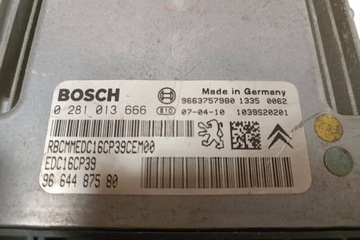 BOSCH
Made in Germany
0 281 013 666
9663757980 1335 0062
810 07-04-10 1039S20201
RBCMMEDC16CP39CEM00
EDC16CP39
96 644 875 80